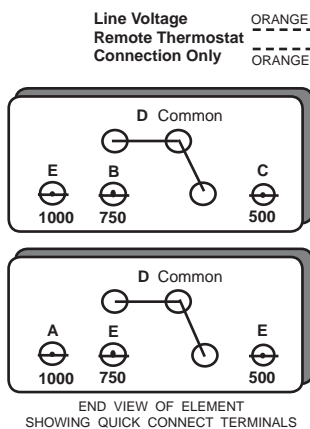 Line Voltage ORANGE
Remote Thermostat
Connection Only ORANGE
D Common
E B C
1000 750 500
D Common
A E E
1000 750 500
END VIEW OF ELEMENT
SHOWING QUICK CONNECT TERMINALS